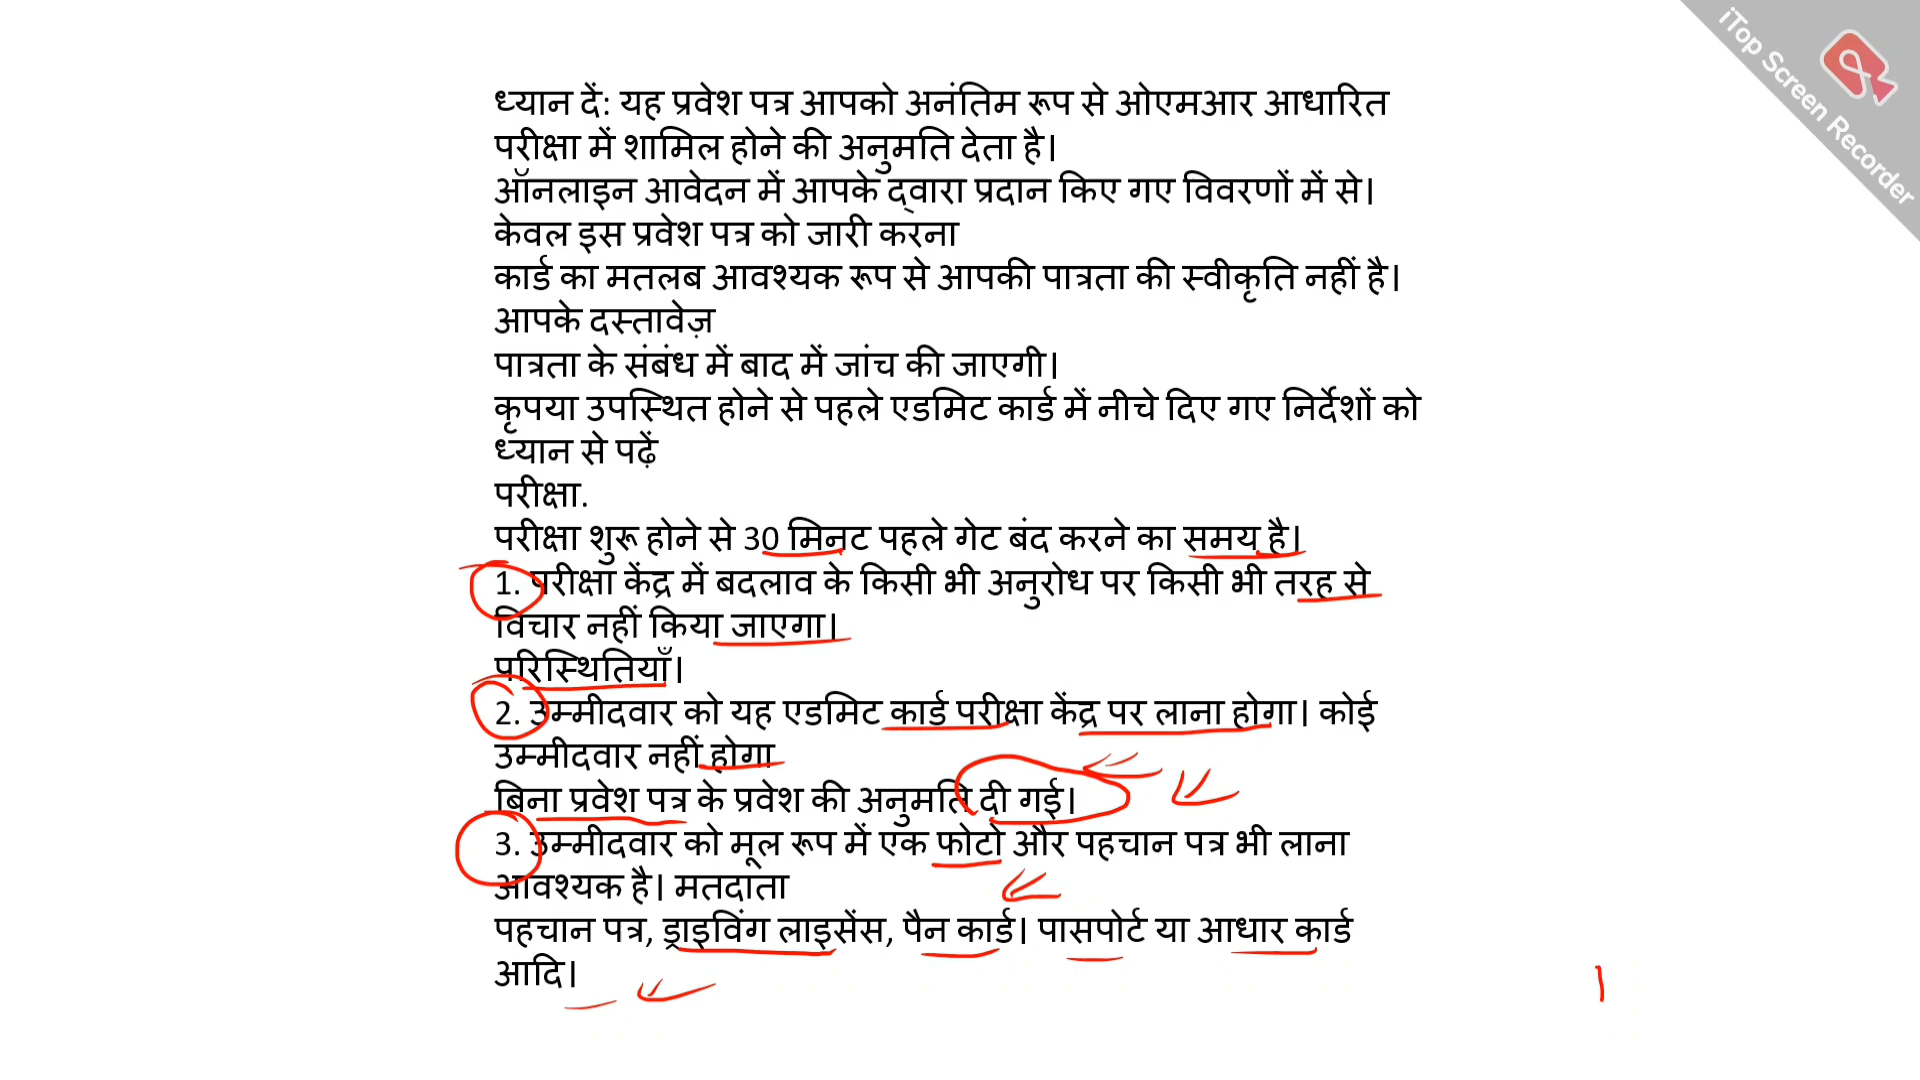 iTop Screen Recorder
ध्यान दें: यह प्रवेश पत्र आपको अनंतिम रूप से ओएमआर आधारित
परीक्षा में शामिल होने की अनुमति देता है।
ऑनलाइन आवेदन में आपके द्वारा प्रदान किए गए विवरणों में से।
केवल इस प्रवेश पत्र को जारी करना
कार्ड का मतलब आवश्यक रूप से आपकी पात्रता की स्वीकृति नहीं है।
आपके दस्तावेज़
पात्रता के संबंध में बाद में जांच की जाएगी।
कृपया उपस्थित होने से पहले एडमिट कार्ड में नीचे दिए गए निर्देशों को
ध्यान से पढ़ें
परीक्षा.
परीक्षा शुरू होने से 30 मिनट पहले गेट बंद करने का समय है।
1. परीक्षा केंद्र में बदलाव के किसी भी अनुरोध पर किसी भी तरह से
विचार नहीं किया जाएगा।
परिस्थितियाँ।
2. उम्मीदवार को यह एडमिट कार्ड परीक्षा केंद्र पर लाना होगा। कोई
उम्मीदवार नहीं होगा
बिना प्रवेश पत्र के प्रवेश की अनुमति दी गई।
3. उम्मीदवार को मूल रूप में एक फोटो और पहचान पत्र भी लाना
आवश्यक है। मतदाता
पहचान पत्र, ड्राइविंग लाइसेंस, पैन कार्ड। पासपोर्ट या आधार कार्ड
आदि।